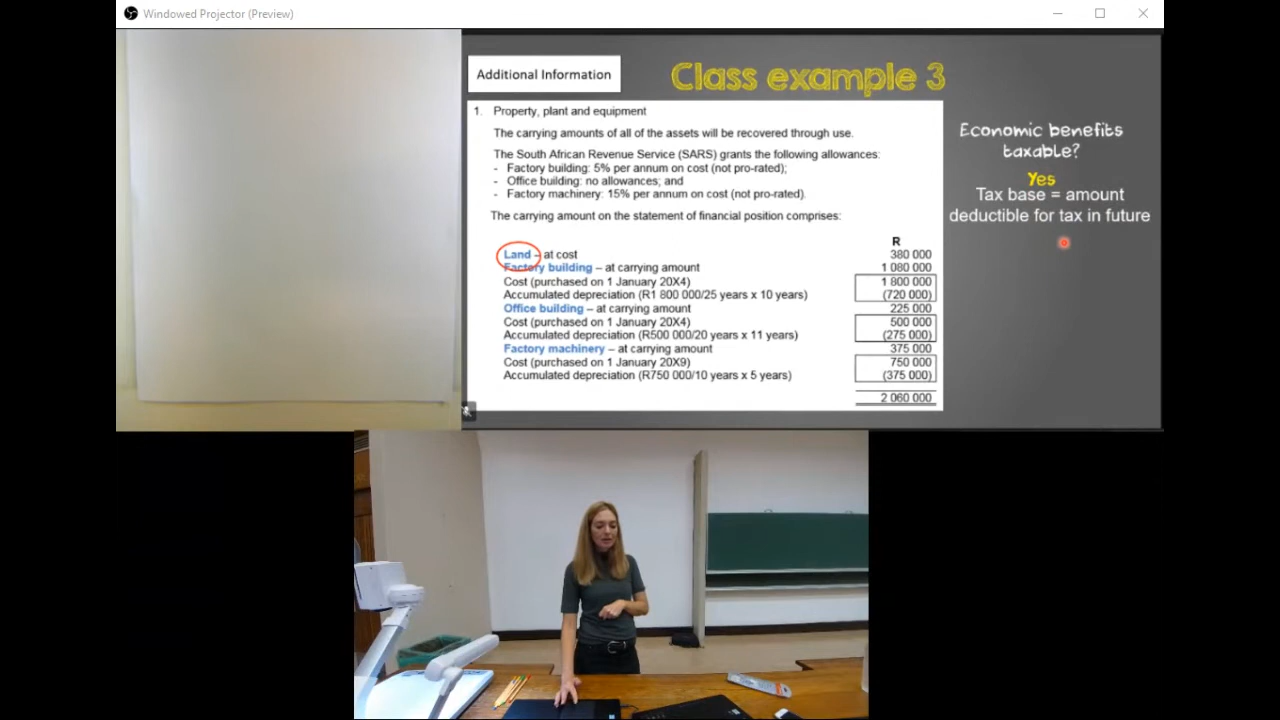 Windowed Projector (Preview)
Additional Information
Class example 3
1. Property, plant and equipment
The carrying amounts of all of the assets will be recovered through use.
The South African Revenue Service (SARS) grants the following allowances:
- Factory building: 5% per annum on cost (not pro-rated);
- Office building: no allowances; and
- Factory machinery: 15% per annum on cost (not pro-rated).
The carrying amount on the statement of financial position comprises:
R
Land – at cost 380 000
Factory building – at carrying amount 1 080 000
Cost (purchased on 1 January 20X4) 1 800 000
Accumulated depreciation (R1 800 000/25 years x 10 years) (720 000)
Office building – at carrying amount 225 000
Cost (purchased on 1 January 20X4) 500 000
Accumulated depreciation (R500 000/20 years x 11 years) (275 000)
Factory machinery – at carrying amount 375 000
Cost (purchased on 1 January 20X9) 750 000
Accumulated depreciation (R750 000/10 years x 5 years) (375 000)
2 060 000
Economic benefits
taxable?
Yes
Tax base = amount
deductible for tax in future